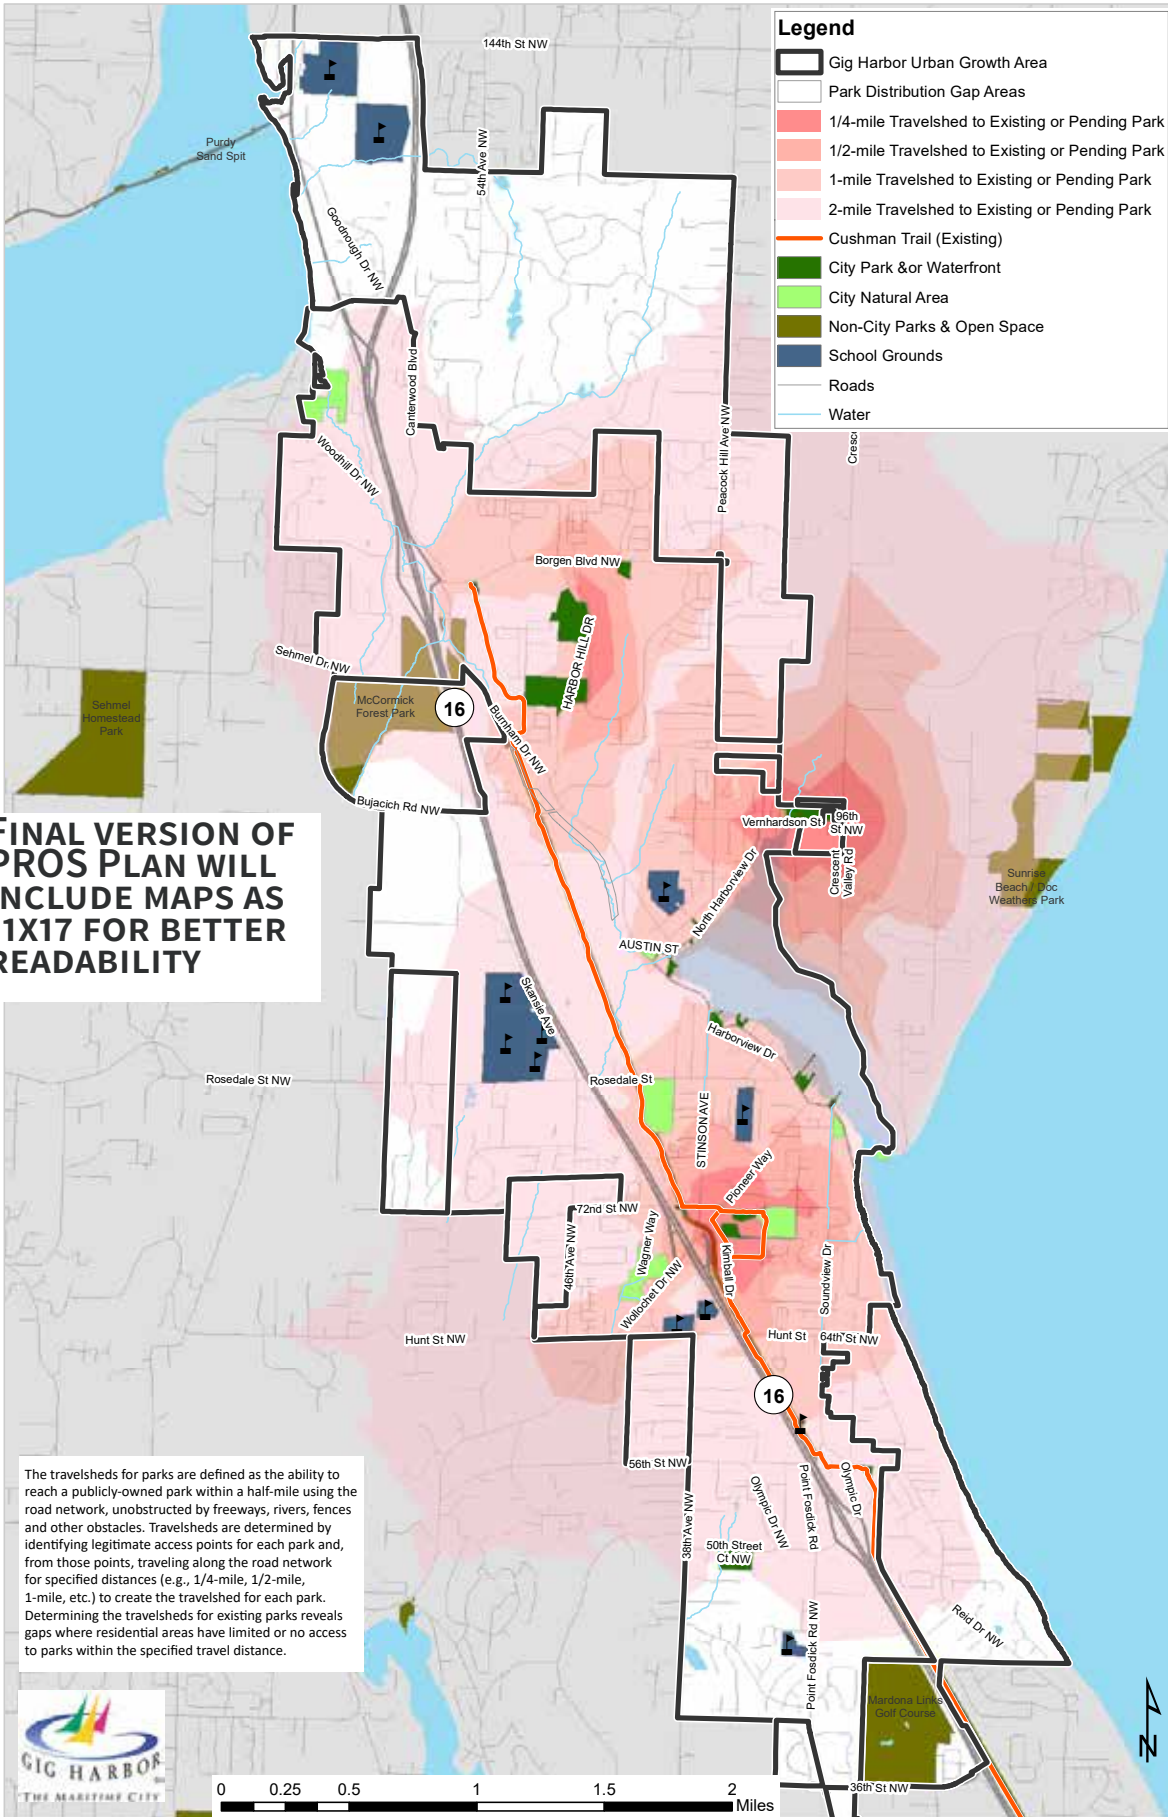 Legend
Gig Harbor Urban Growth Area
Park Distribution Gap Areas
1/4-mile Travelshed to Existing or Pending Park
1/2-mile Travelshed to Existing or Pending Park
1-mile Travelshed to Existing or Pending Park
2-mile Travelshed to Existing or Pending Park
Cushman Trail (Existing)
City Park &or Waterfront
City Natural Area
Non-City Parks & Open Space
School Grounds
Roads
Water
144th St NW
Purdy
Sand Spit
54th Ave NW
Goodnough Dr NW
Canterwood Blvd
Peacock Hill Ave NW
Cresc
Woodhill Dr NW
Borgen Blvd NW
HARBOR HILL DR
Sehmel Dr NW
Sehmel
Homestead
Park
McCormick
Forest Park
16
Burnham Dr NW
Bujacich Rd NW
Vernhardson St
96th
St NW
Crescent
Valley Rd
North Harborview Dr
Sunrise
Beach / Doc
Weathers Park
FINAL VERSION OF
PROS PLAN WILL
NCLUDE MAPS AS
1X17 FOR BETTER
READABILITY
AUSTIN ST
Skansie Ave
Harborview Dr
Rosedale St NW
Rosedale St
STINSON AVE
Pioneer Way
72nd St NW
46th Ave NW
Wagner Way
Wollochet Dr NW
Kimball Dr
Soundview Dr
Hunt St NW
Hunt St
64th St NW
16
56th St NW
38th Ave NW
Olympic Dr NW
Point Fosdick Rd
Olympic Dr
50th Street
Ct NW
Point Fosdick Rd NW
Reid Dr NW
Mardona Links
Golf Course
36th St NW
The travelsheds for parks are defined as the ability to
reach a publicly-owned park within a half-mile using the
road network, unobstructed by freeways, rivers, fences
and other obstacles. Travelsheds are determined by
identifying legitimate access points for each park and,
from those points, traveling along the road network
for specified distances (e.g., 1/4-mile, 1/2-mile,
1-mile, etc.) to create the travelshed for each park.
Determining the travelsheds for existing parks reveals
gaps where residential areas have limited or no access
to parks within the specified travel distance.
GIG HARBOR
THE MARITIME CITY
0 0.25 0.5 1 1.5 2
Miles
N